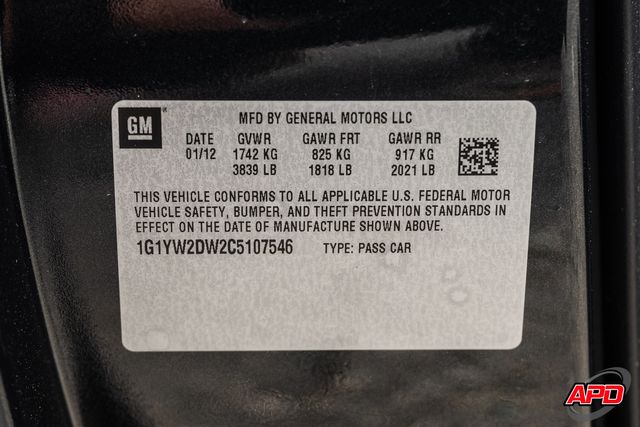 GM
MFD BY GENERAL MOTORS LLC
DATE GVWR GAWR FRT GAWR RR
01/12 1742 KG 825 KG 917 KG
3839 LB 1818 LB 2021 LB
THIS VEHICLE CONFORMS TO ALL APPLICABLE U.S. FEDERAL MOTOR
VEHICLE SAFETY, BUMPER, AND THEFT PREVENTION STANDARDS IN
EFFECT ON THE DATE OF MANUFACTURE SHOWN ABOVE.
1G1YW2DW2C5107546 TYPE: PASS CAR
APD